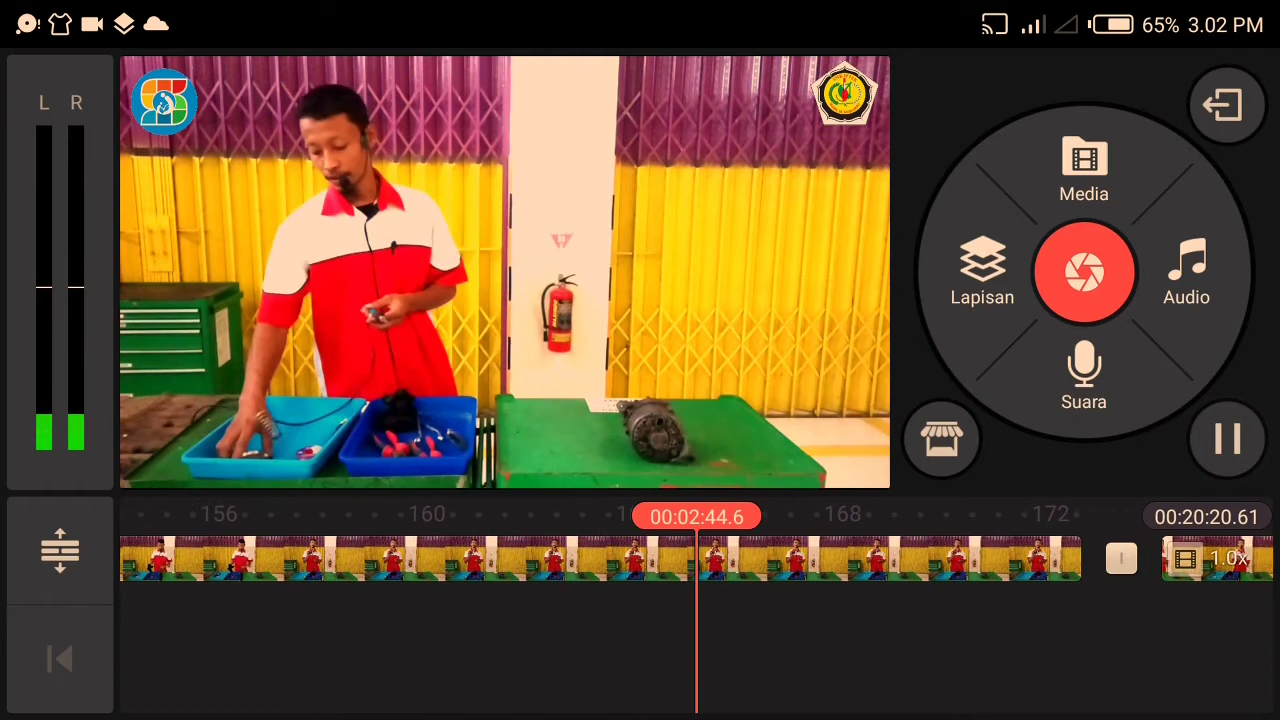 65% 3.02 PM
L R
Media
Lapisan
Audio
Suara
156
160
00:02:44.6
168
172
00:20:20.61
1.0x